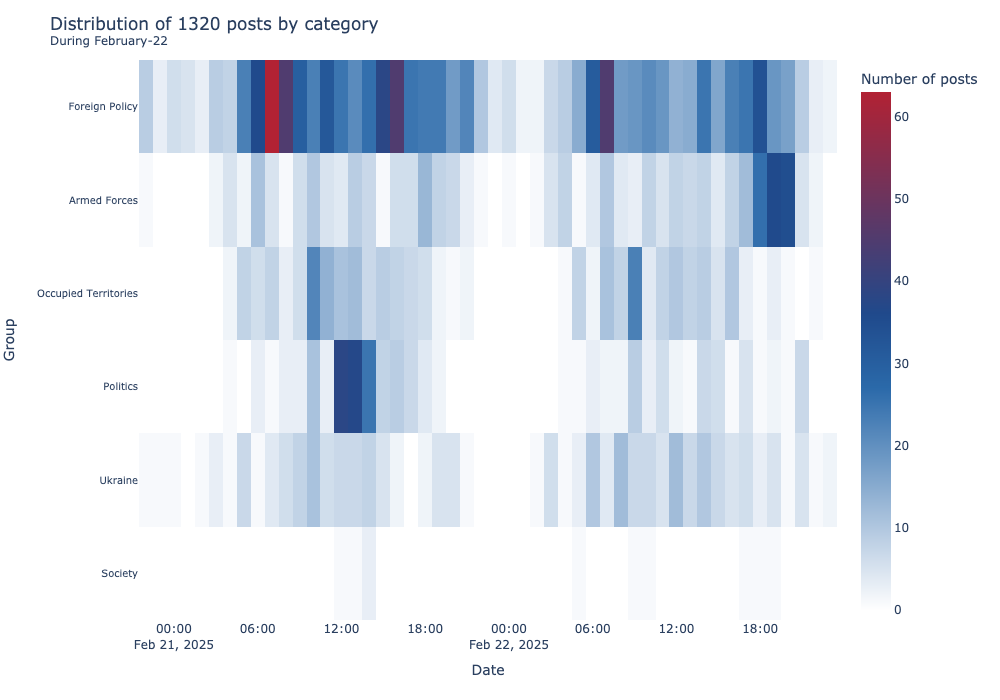 Distribution of 1320 posts by category
During February-22
Number of posts
Foreign Policy
Armed Forces
Occupied Territories
Politics
Ukraine
Society
Group
60
50
40
30
20
10
0
00:00 06:00 12:00 18:00 00:00 06:00 12:00 18:00
Feb 21, 2025 Feb 22, 2025
Date